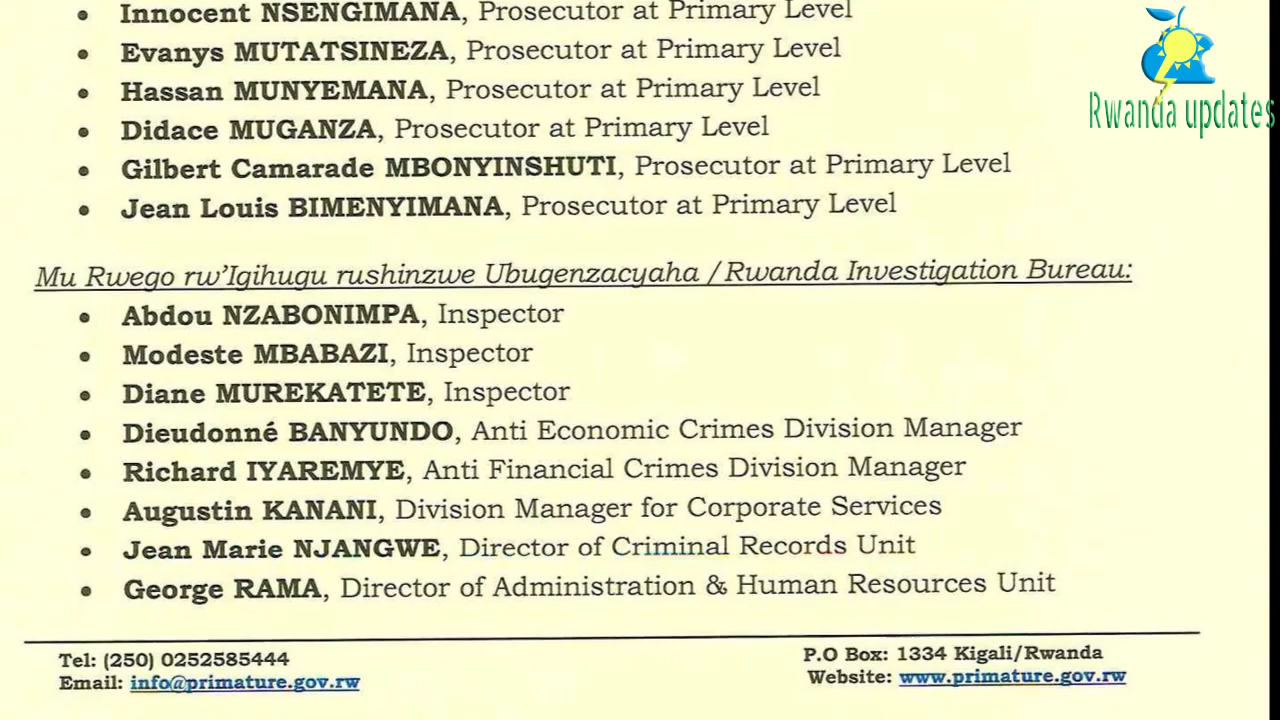 Innocent NSENGIMANA, Prosecutor at Primary Level
Rwanda updates
• Evanys MUTATSINEZA, Prosecutor at Primary Level
• Hassan MUNYEMANA, Prosecutor at Primary Level
• Didace MUGANZA, Prosecutor at Primary Level
• Gilbert Camarade MBONYINSHUTI, Prosecutor at Primary Level
• Jean Louis BIMENYIMANA, Prosecutor at Primary Level
Mu Rwego rw’Igihugu rushinzwe Ubugenzacyaha /Rwanda Investigation Bureau:
• Abdou NZABONIMPA, Inspector
• Modeste MBABAZI, Inspector
• Diane MUREKATETE, Inspector
• Dieudonné BANYUNDO, Anti Economic Crimes Division Manager
• Richard IYAREMYE, Anti Financial Crimes Division Manager
• Augustin KANANI, Division Manager for Corporate Services
• Jean Marie NJANGWE, Director of Criminal Records Unit
• George RAMA, Director of Administration & Human Resources Unit
Tel: (250) 0252585444
Email: info@primature.gov.rw
P.O Box: 1334 Kigali/Rwanda
Website: www.primature.gov.rw